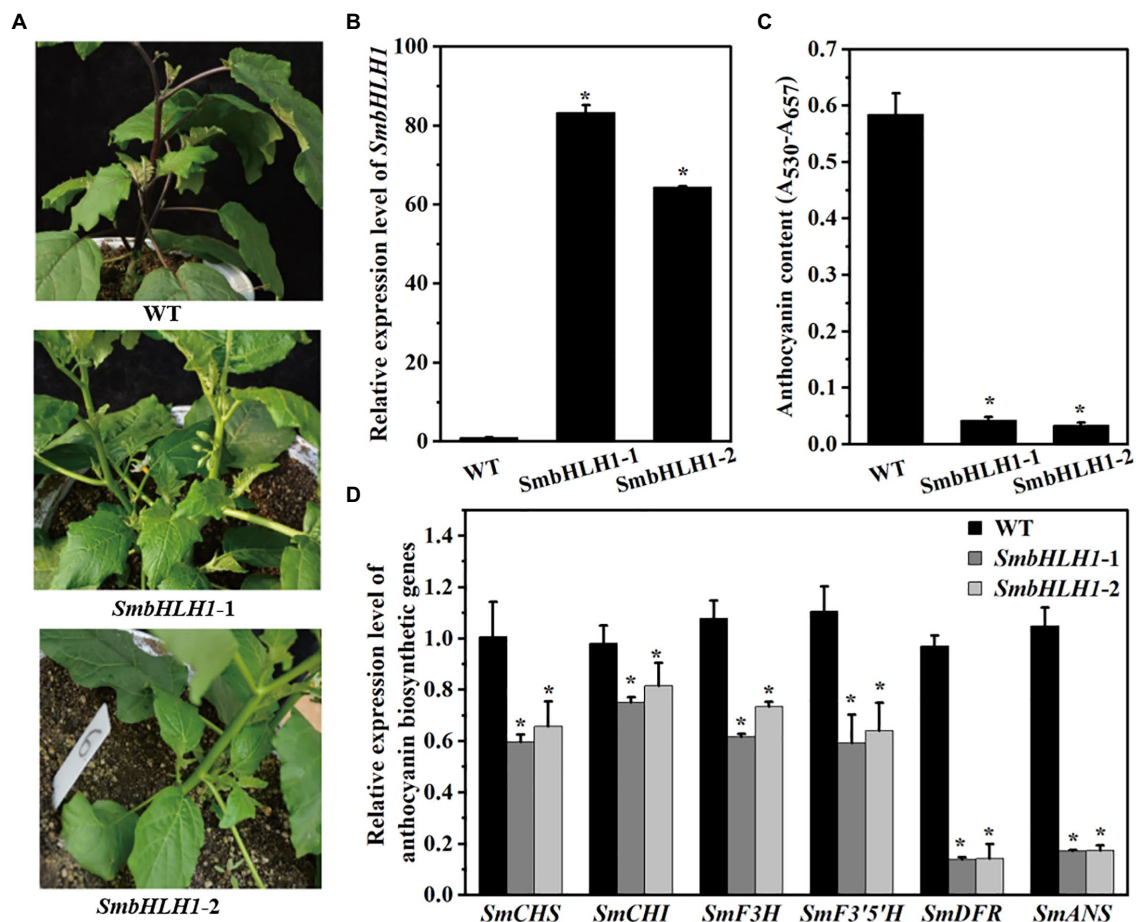 A
WT
SmbHLH1-1
6
SmbHLH1-2
B
Relative expression level of SmbHLH1
100
80
60
40
20
0
*
*
WT
SmbHLH1-1
SmbHLH1-2
C
Anthocyanin content (A530-A657)
0.7
0.6
0.5
0.4
0.3
0.2
0.1
0.0
*
*
WT
SmbHLH1-1
SmbHLH1-2
D
Relative expression level of
anthocyanin biosynthetic genes
1.4
1.2
1.0
0.8
0.6
0.4
0.2
0.0
WT
SmbHLH1-1
SmbHLH1-2
* *
* *
* *
* *
* *
* *
SmCHS
SmCHI
SmF3H
SmF3'5'H
SmDFR
SmANS